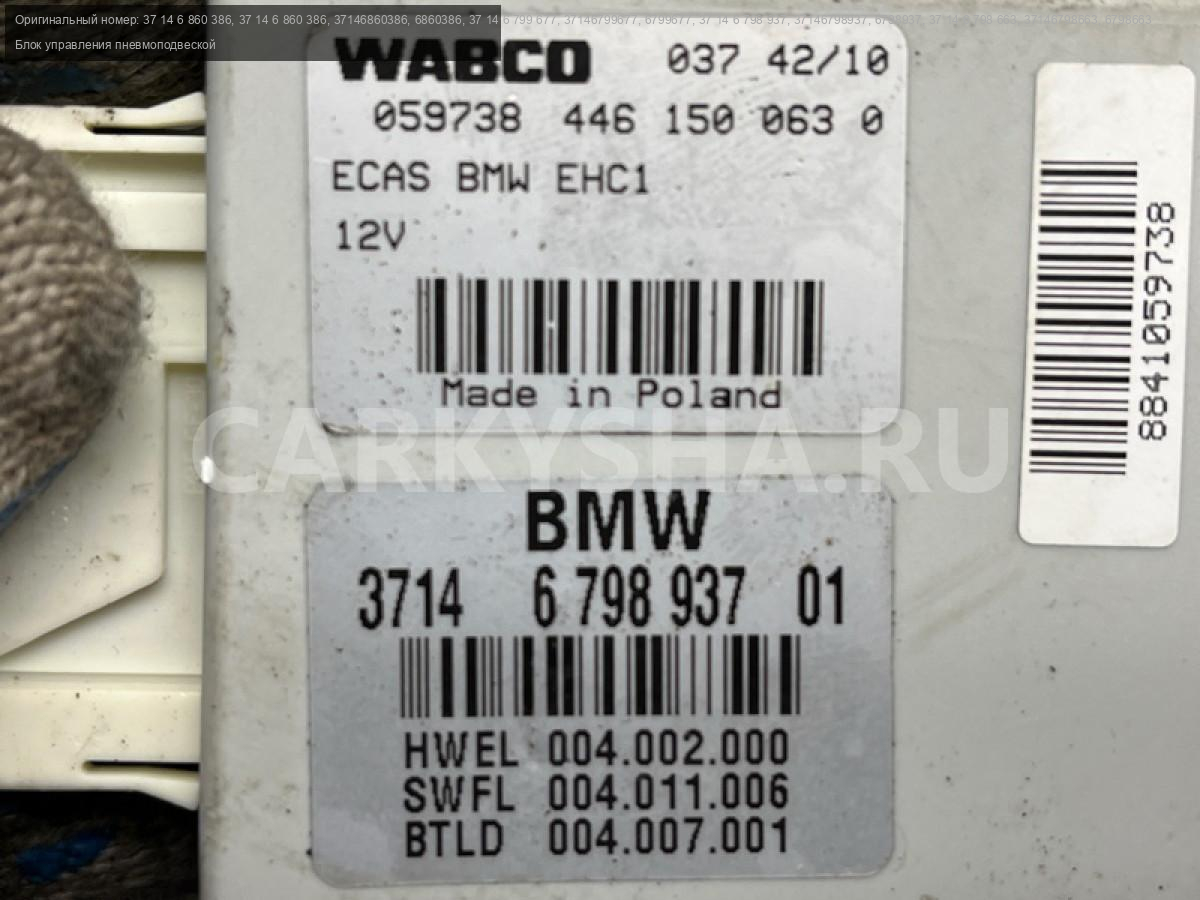 Оригинальный номер: 37 14 6 860 386, 37 14 6 860 386, 37146860386, 6860386, 37 14 6 799 677, 37146799677, 6799677, 37 14 6 798 937, 37146798937, 6798937,
Блок управления пневмоподвеской
WABCO 037 42/10
059738 446 150 063 0
ECAS BMW EHC1
12V
Made in Poland
8841059738
CARKYSHA.RU
BMW
3714 6 798 937 01
HWEL 004.002.000
SWFL 004.011.006
BTLD 004.007.001